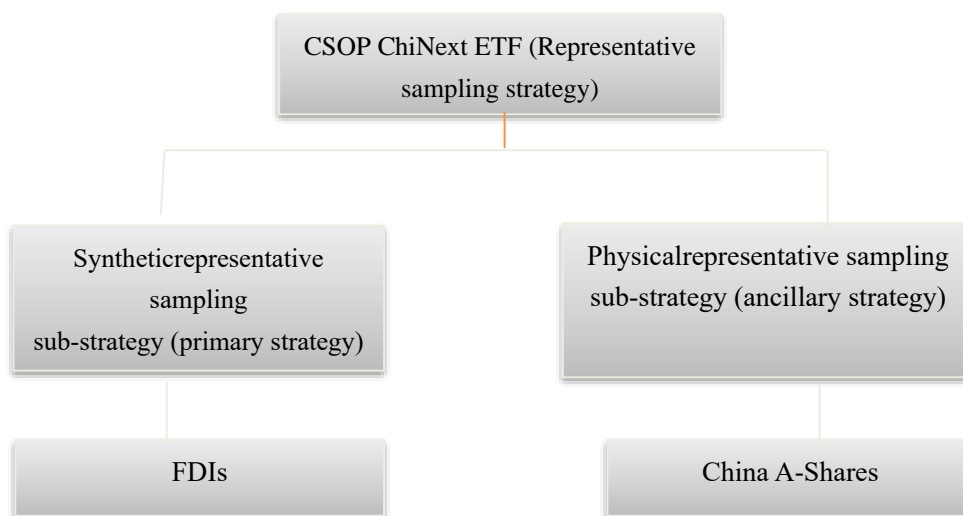 CSOP ChiNext ETF (Representative
sampling strategy)
Syntheticrepresentative
sampling
sub-strategy (primary strategy)
Physicalrepresentative sampling
sub-strategy (ancillary strategy)
FDIs
China A-Shares